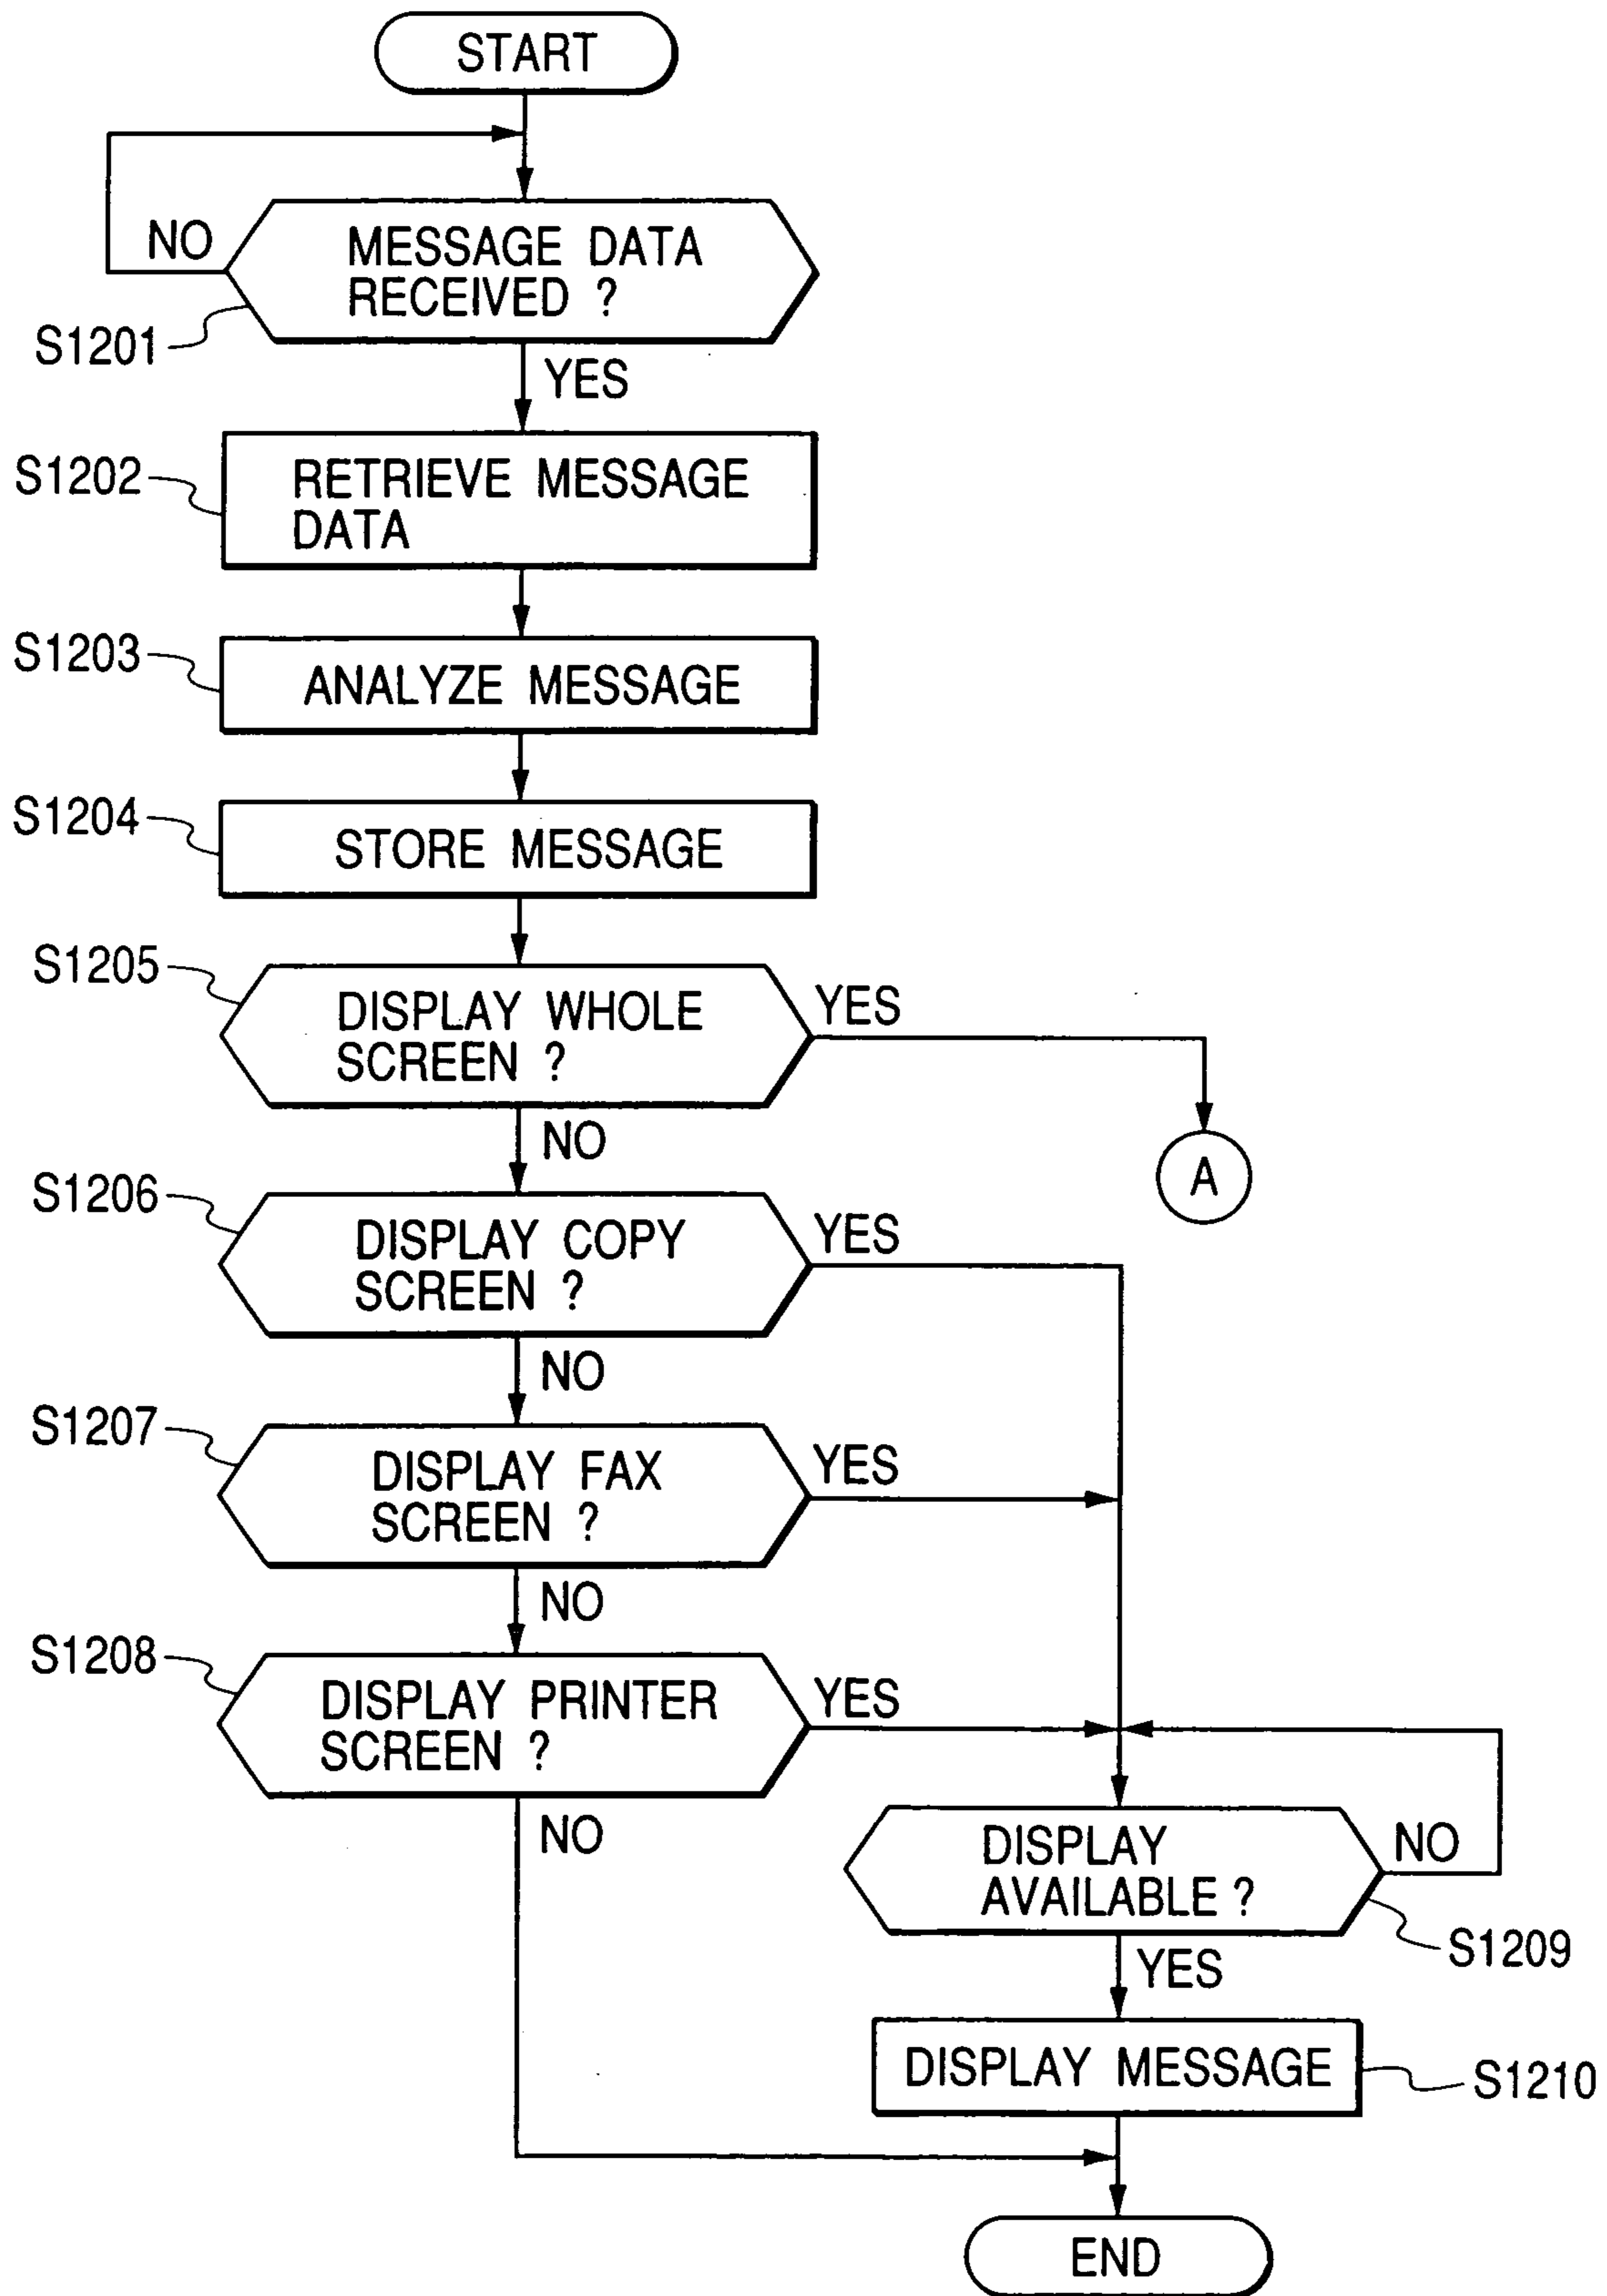 START
NO
MESSAGE DATA
RECEIVED ?
S1201
YES
S1202
RETRIEVE MESSAGE
DATA
S1203
ANALYZE MESSAGE
S1204
STORE MESSAGE
S1205
DISPLAY WHOLE
SCREEN ?
YES
A
NO
S1206
DISPLAY COPY
SCREEN ?
YES
NO
S1207
DISPLAY FAX
SCREEN ?
YES
NO
S1208
DISPLAY PRINTER
SCREEN ?
YES
NO
DISPLAY
AVAILABLE ?
NO
S1209
YES
DISPLAY MESSAGE
S1210
END